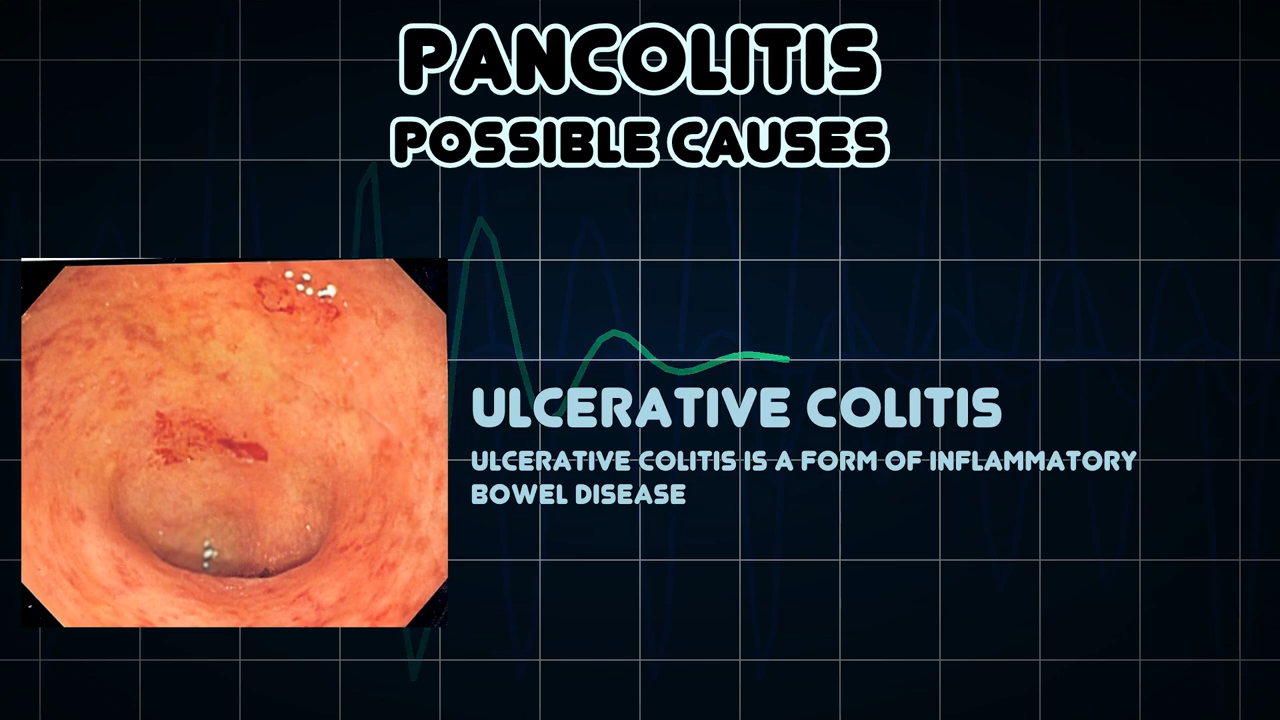 PANCOLITIS
POSSIBLE CAUSES
ULCERATIVE COLITIS
ULCERATIVE COLITIS IS A FORM OF INFLAMMATORY
BOWEL DISEASE